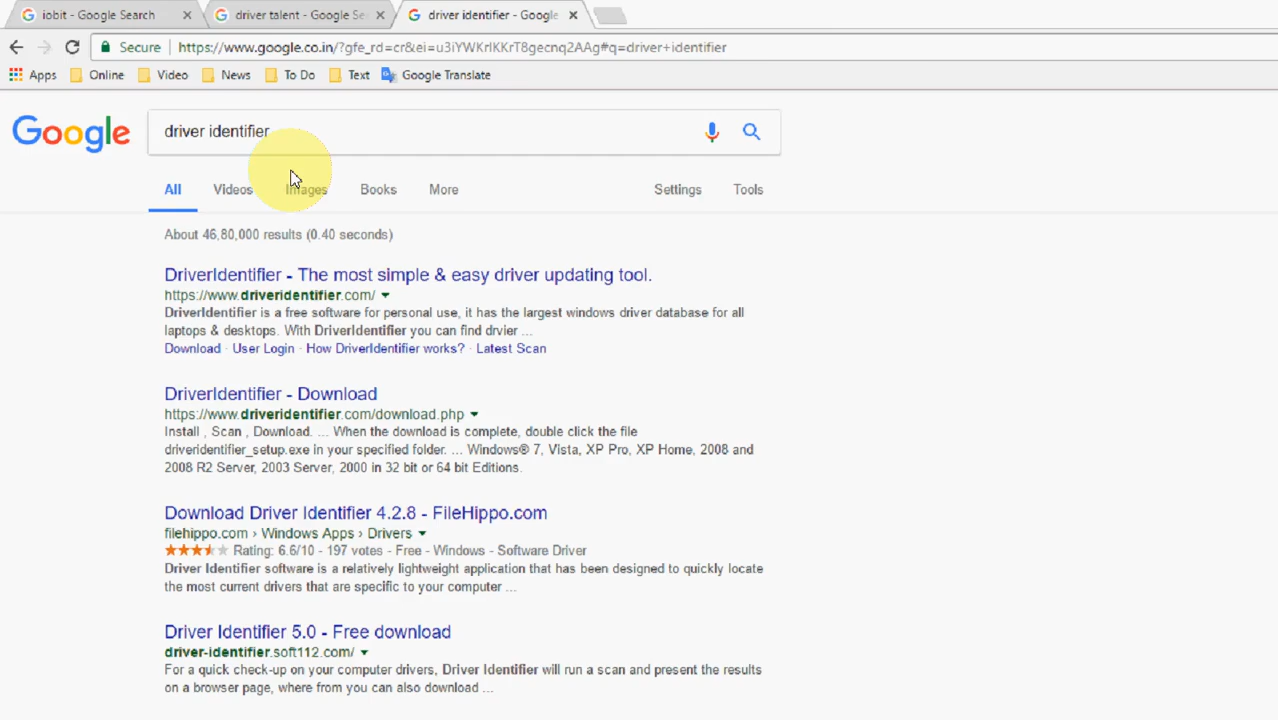 iobit - Google Search
driver talent - Google Se
driver identifier - Google
Secure
https://www.google.co.in/?gfe_rd=cr&ei=u3iYWKrlKKrT8gecnq2AAg#q=driver+identifier
Apps
Online
Video
News
To Do
Text
Google Translate
Google
driver identifier
All
Videos
Images
Books
More
Settings
Tools
About 46,80,000 results (0.40 seconds)
DriverIdentifier - The most simple & easy driver updating tool.
https://www.driveridentifier.com/
DriverIdentifier is a free software for personal use, it has the largest windows driver database for all
laptops & desktops. With DriverIdentifier you can find drvier ...
Download · User Login · How DriverIdentifier works? · Latest Scan
DriverIdentifier - Download
https://www.driveridentifier.com/download.php
Install , Scan , Download. ... When the download is complete, double click the file
driveridentifier_setup.exe in your specified folder. ... Windows® 7, Vista, XP Pro, XP Home, 2008 and
2008 R2 Server, 2003 Server, 2000 in 32 bit or 64 bit Editions.
Download Driver Identifier 4.2.8 - FileHippo.com
filehippo.com › Windows Apps › Drivers
Rating: 6.6/10 - 197 votes - Free - Windows - Software Driver
Driver Identifier software is a relatively lightweight application that has been designed to quickly locate
the most current drivers that are specific to your computer ...
Driver Identifier 5.0 - Free download
driver-identifier.soft112.com/
For a quick check-up on your computer drivers, Driver Identifier will run a scan and present the results
on a browser page, where from you can also download ...